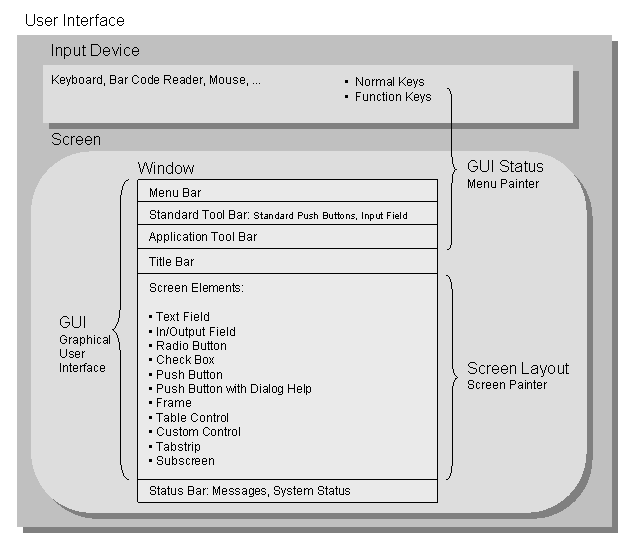 User Interface
Input Device
Keyboard, Bar Code Reader, Mouse, ...
• Normal Keys
• Function Keys
Screen
Window
GUI Status
Menu Painter
Menu Bar
Standard Tool Bar: Standard Push Buttons, Input Field
Application Tool Bar
Title Bar
Screen Elements:
• Text Field
• In/Output Field
• Radio Button
• Check Box
• Push Button
• Push Button with Dialog Help
• Frame
• Table Control
• Custom Control
• Tabstrip
• Subscreen
GUI
Graphical
User
Interface
Screen Layout
Screen Painter
Status Bar: Messages, System Status